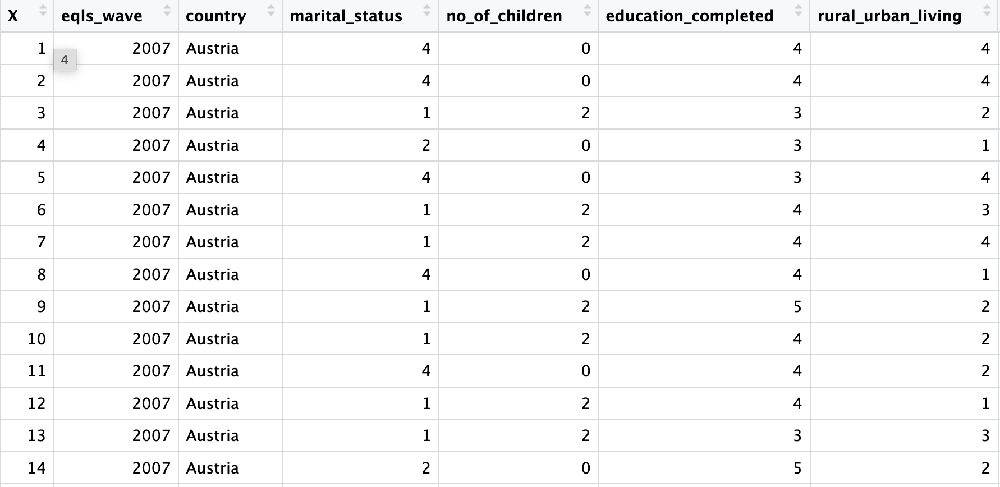 X eqls_wave country marital_status no_of_children education_completed rural_urban_living
1 2007 Austria 4 0 4 4
4
2 2007 Austria 4 0 4 4
3 2007 Austria 1 2 3 2
4 2007 Austria 2 0 3 1
5 2007 Austria 4 0 3 4
6 2007 Austria 1 2 4 3
7 2007 Austria 1 2 4 4
8 2007 Austria 4 0 4 1
9 2007 Austria 1 2 5 2
10 2007 Austria 1 2 4 2
11 2007 Austria 4 0 4 2
12 2007 Austria 1 2 4 1
13 2007 Austria 1 2 3 3
14 2007 Austria 2 0 5 2